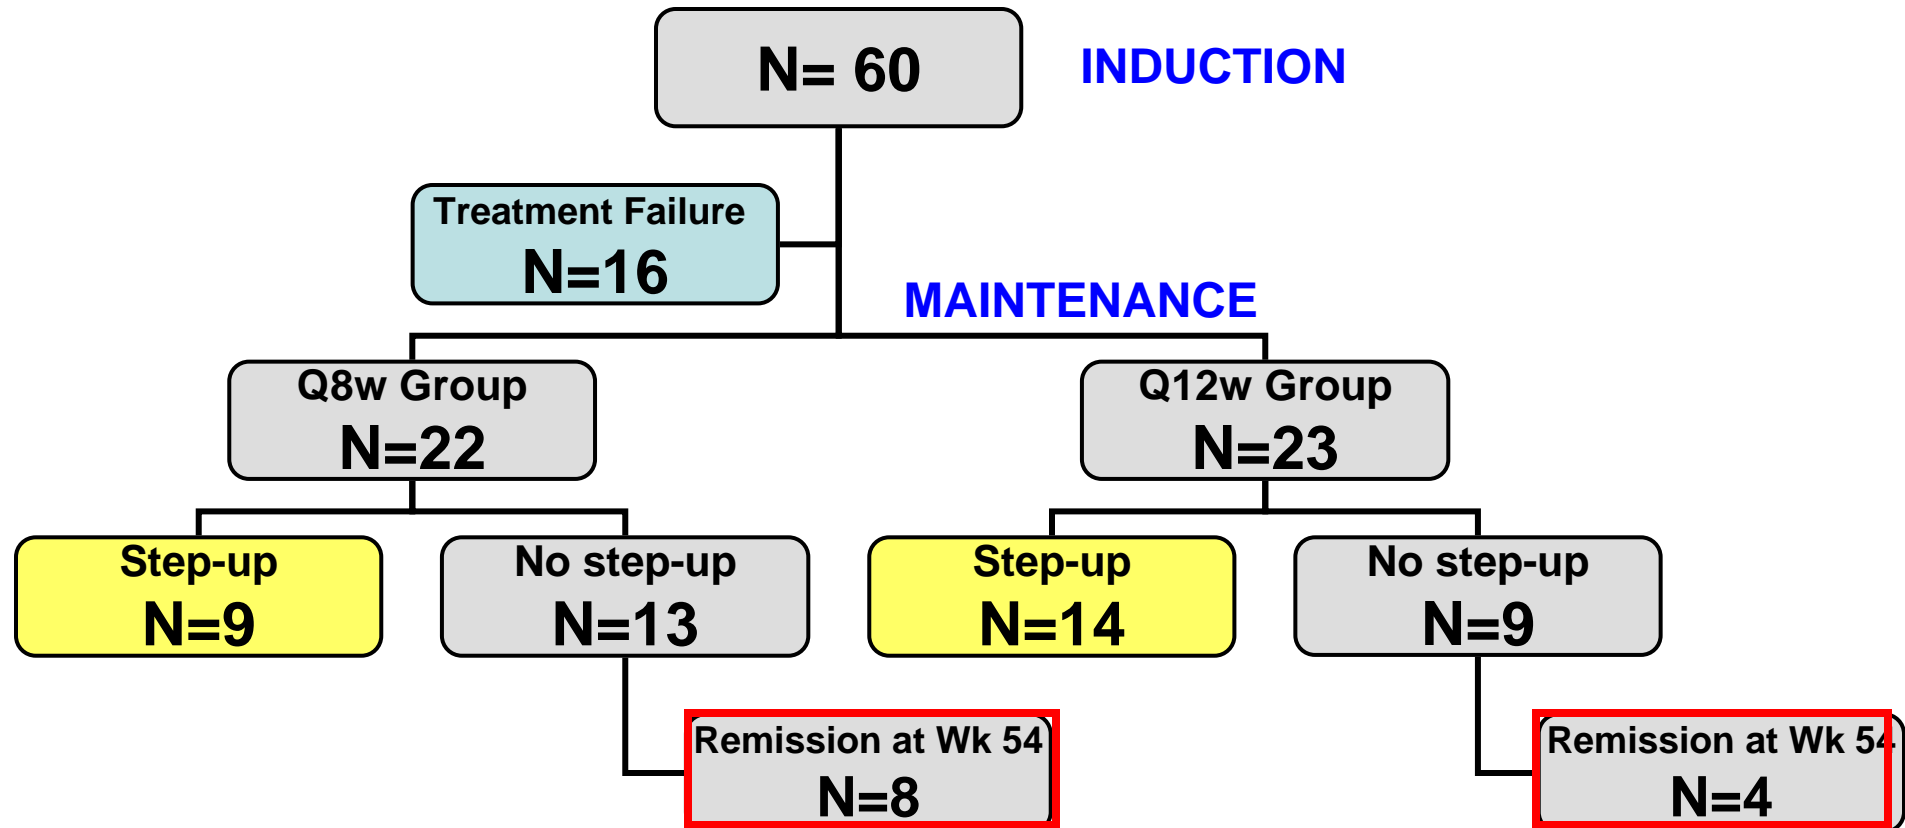 N= 60
INDUCTION
Treatment Failure
N=16
MAINTENANCE
Q8w Group
N=22
Q12w Group
N=23
Step-up
N=9
No step-up
N=13
Step-up
N=14
No step-up
N=9
Remission at Wk 54
N=8
Remission at Wk 54
N=4